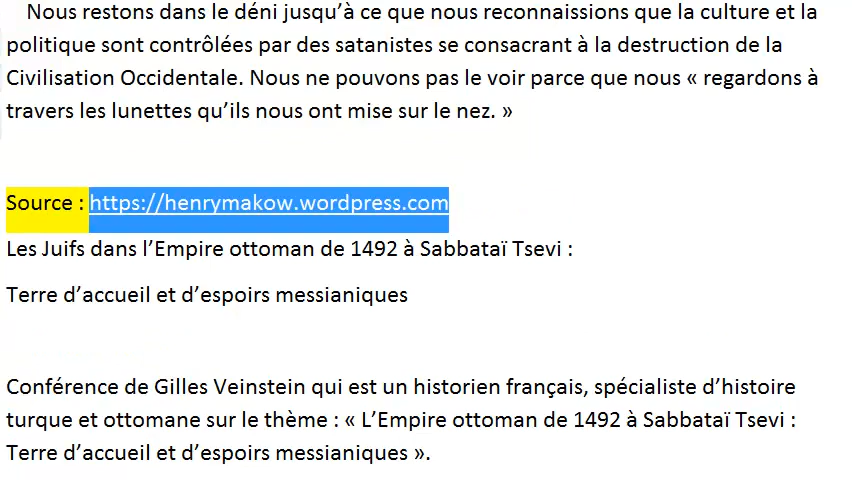 Nous restons dans le déni jusqu’à ce que nous reconnaissions que la culture et la
politique sont contrôlées par des satanistes se consacrant à la destruction de la
Civilisation Occidentale. Nous ne pouvons pas le voir parce que nous « regardons à
travers les lunettes qu’ils nous ont mise sur le nez. »
Source : https://henrymakow.wordpress.com
Les Juifs dans l’Empire ottoman de 1492 à Sabbataï Tsevi :
Terre d’accueil et d’espoirs messianiques
Conférence de Gilles Veinstein qui est un historien français, spécialiste d’histoire
turque et ottomane sur le thème : « L’Empire ottoman de 1492 à Sabbataï Tsevi :
Terre d’accueil et d’espoirs messianiques ».